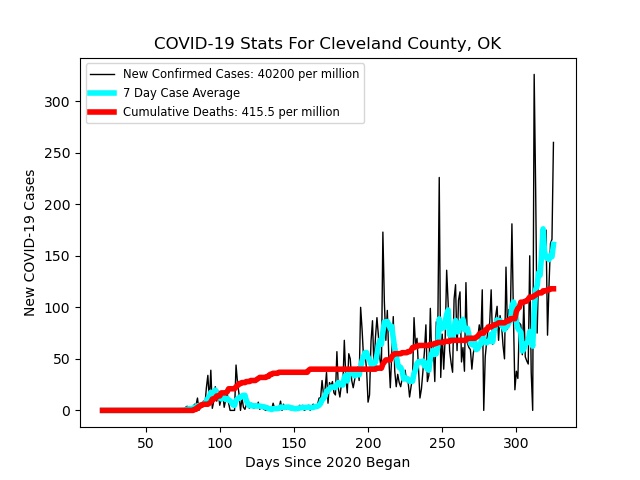 COVID-19 Stats For Cleveland County, OK
New Confirmed Cases: 40200 per million
7 Day Case Average
Cumulative Deaths: 415.5 per million
New COVID-19 Cases
300
250
200
150
100
50
0
50 100 150 200 250 300
Days Since 2020 Began